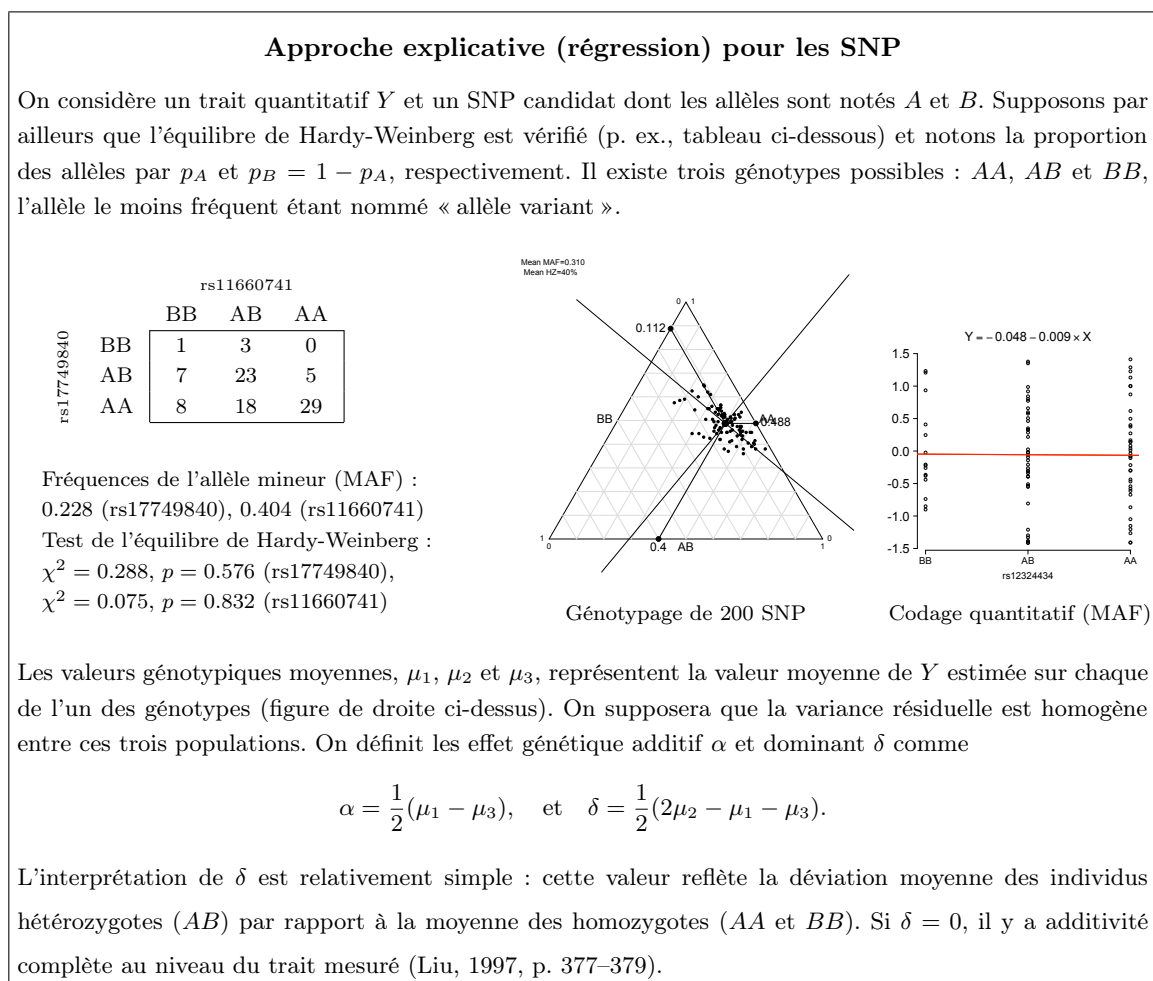 Approche explicative (régression) pour les SNP
On considère un trait quantitatif Y et un SNP candidat dont les allèles sont notés A et B. Supposons par
ailleurs que l'équilibre de Hardy-Weinberg est vérifié (p. ex., tableau ci-dessous) et notons la proportion
des allèles par p_A et p_B = 1 − p_A, respectivement. Il existe trois génotypes possibles : AA, AB et BB,
l'allèle le moins fréquent étant nommé « allèle variant ».
rs11660741
BB AB AA
rs17749840
BB 1 3 0
AB 7 23 5
AA 8 18 29
Fréquences de l'allèle mineur (MAF) :
0.228 (rs17749840), 0.404 (rs11660741)
Test de l'équilibre de Hardy-Weinberg :
χ² = 0.288, p = 0.576 (rs17749840),
χ² = 0.075, p = 0.832 (rs11660741)
Mean MAF=0.310
Mean HZ=40%
0 1
0.112
BB
AA
0.488
1
0
0.4 AB
1
0
Génotypage de 200 SNP
Y = − 0.048 − 0.009 × X
1.5
1.0
0.5
0.0
-0.5
-1.0
-1.5
BB AB AA
rs12324434
Codage quantitatif (MAF)
Les valeurs génotypiques moyennes, μ₁, μ₂ et μ₃, représentent la valeur moyenne de Y estimée sur chaque
de l'un des génotypes (figure de droite ci-dessus). On supposera que la variance résiduelle est homogène
entre ces trois populations. On définit les effet génétique additif α et dominant δ comme
α = 1/2 (μ₁ − μ₃), et δ = 1/2 (2μ₂ − μ₁ − μ₃).
L'interprétation de δ est relativement simple : cette valeur reflète la déviation moyenne des individus
hétérozygotes (AB) par rapport à la moyenne des homozygotes (AA et BB). Si δ = 0, il y a additivité
complète au niveau du trait mesuré (Liu, 1997, p. 377–379).